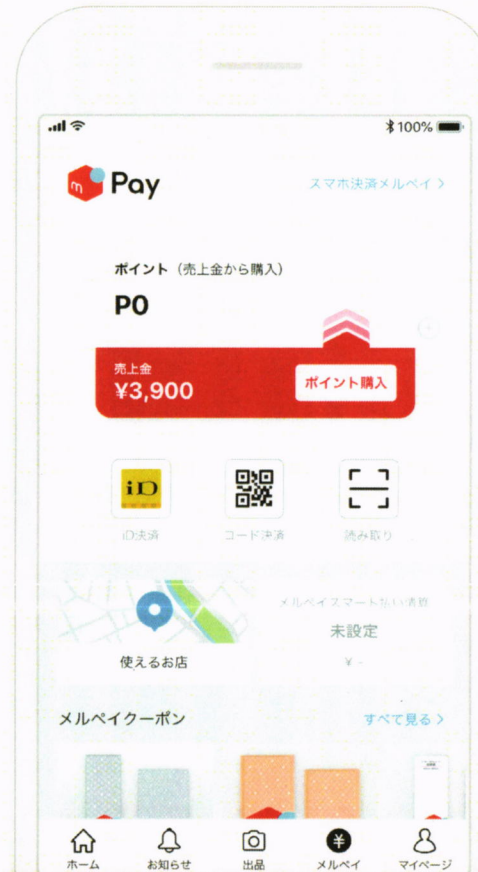 100%
m Pay
スマホ決済メルペイ >
ポイント（売上金から購入）
P0
売上金
¥3,900
ポイント購入
iD
iD決済
コード決済
読み取り
メルペイスマート払い清算
未設定
¥ -
使えるお店
メルペイクーポン
すべて見る >
ホーム
お知らせ
出品
メルペイ
マイページ